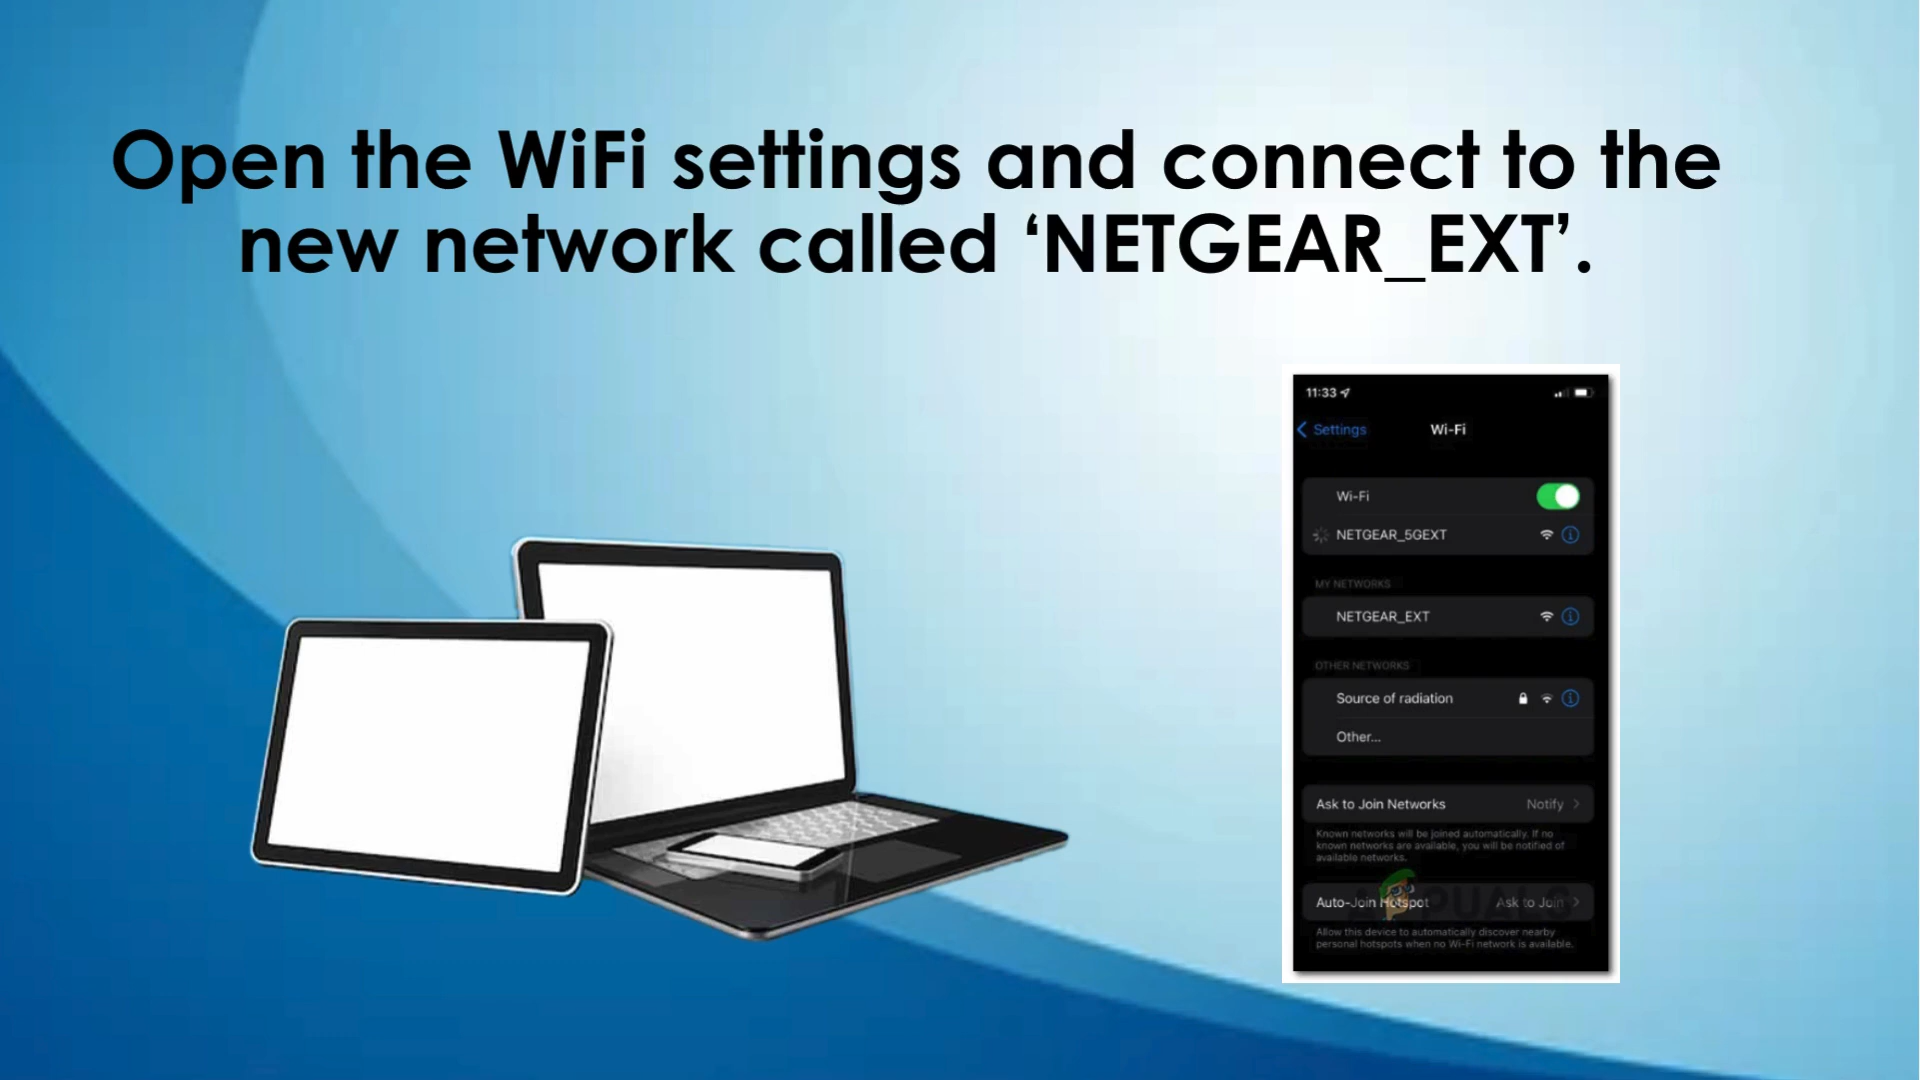 Open the WiFi settings and connect to the
new network called ‘NETGEAR_EXT’.
11:33
Settings
Wi-Fi
Wi-Fi
NETGEAR_5GEXT
MY NETWORKS
NETGEAR_EXT
OTHER NETWORKS
Source of radiation
Other...
Ask to Join Networks Notify
Known networks will be joined automatically. If no
known networks are available, you will be notified of
available networks.
Auto-Join Hotspot Ask to Join
Allow this device to automatically discover nearby
personal hotspots when no Wi-Fi network is available.